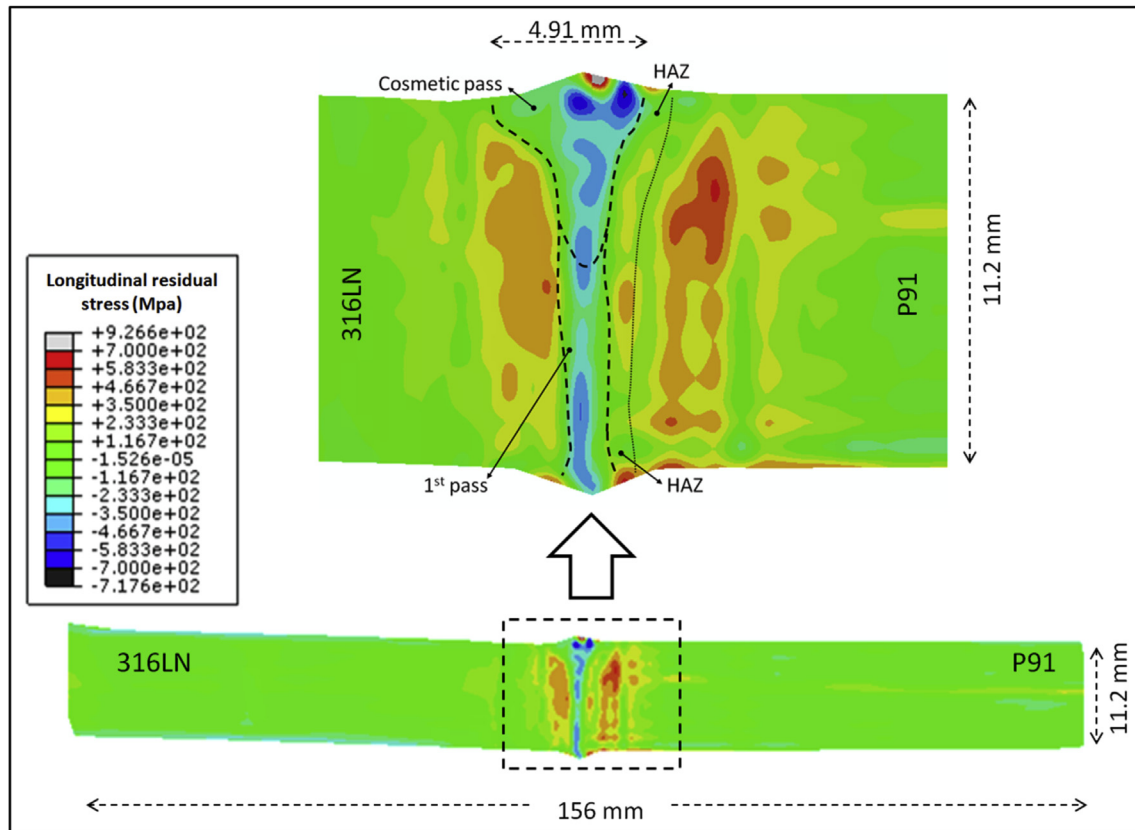 4.91 mm
Cosmetic pass
HAZ
316LN
P91
11.2 mm
1st pass
HAZ
Longitudinal residual
stress (Mpa)
+9.266e+02
+7.000e+02
+5.833e+02
+4.667e+02
+3.500e+02
+2.333e+02
+1.167e+02
-1.526e-05
-1.167e+02
-2.333e+02
-3.500e+02
-4.667e+02
-5.833e+02
-7.000e+02
-7.176e+02
316LN
P91
11.2 mm
156 mm